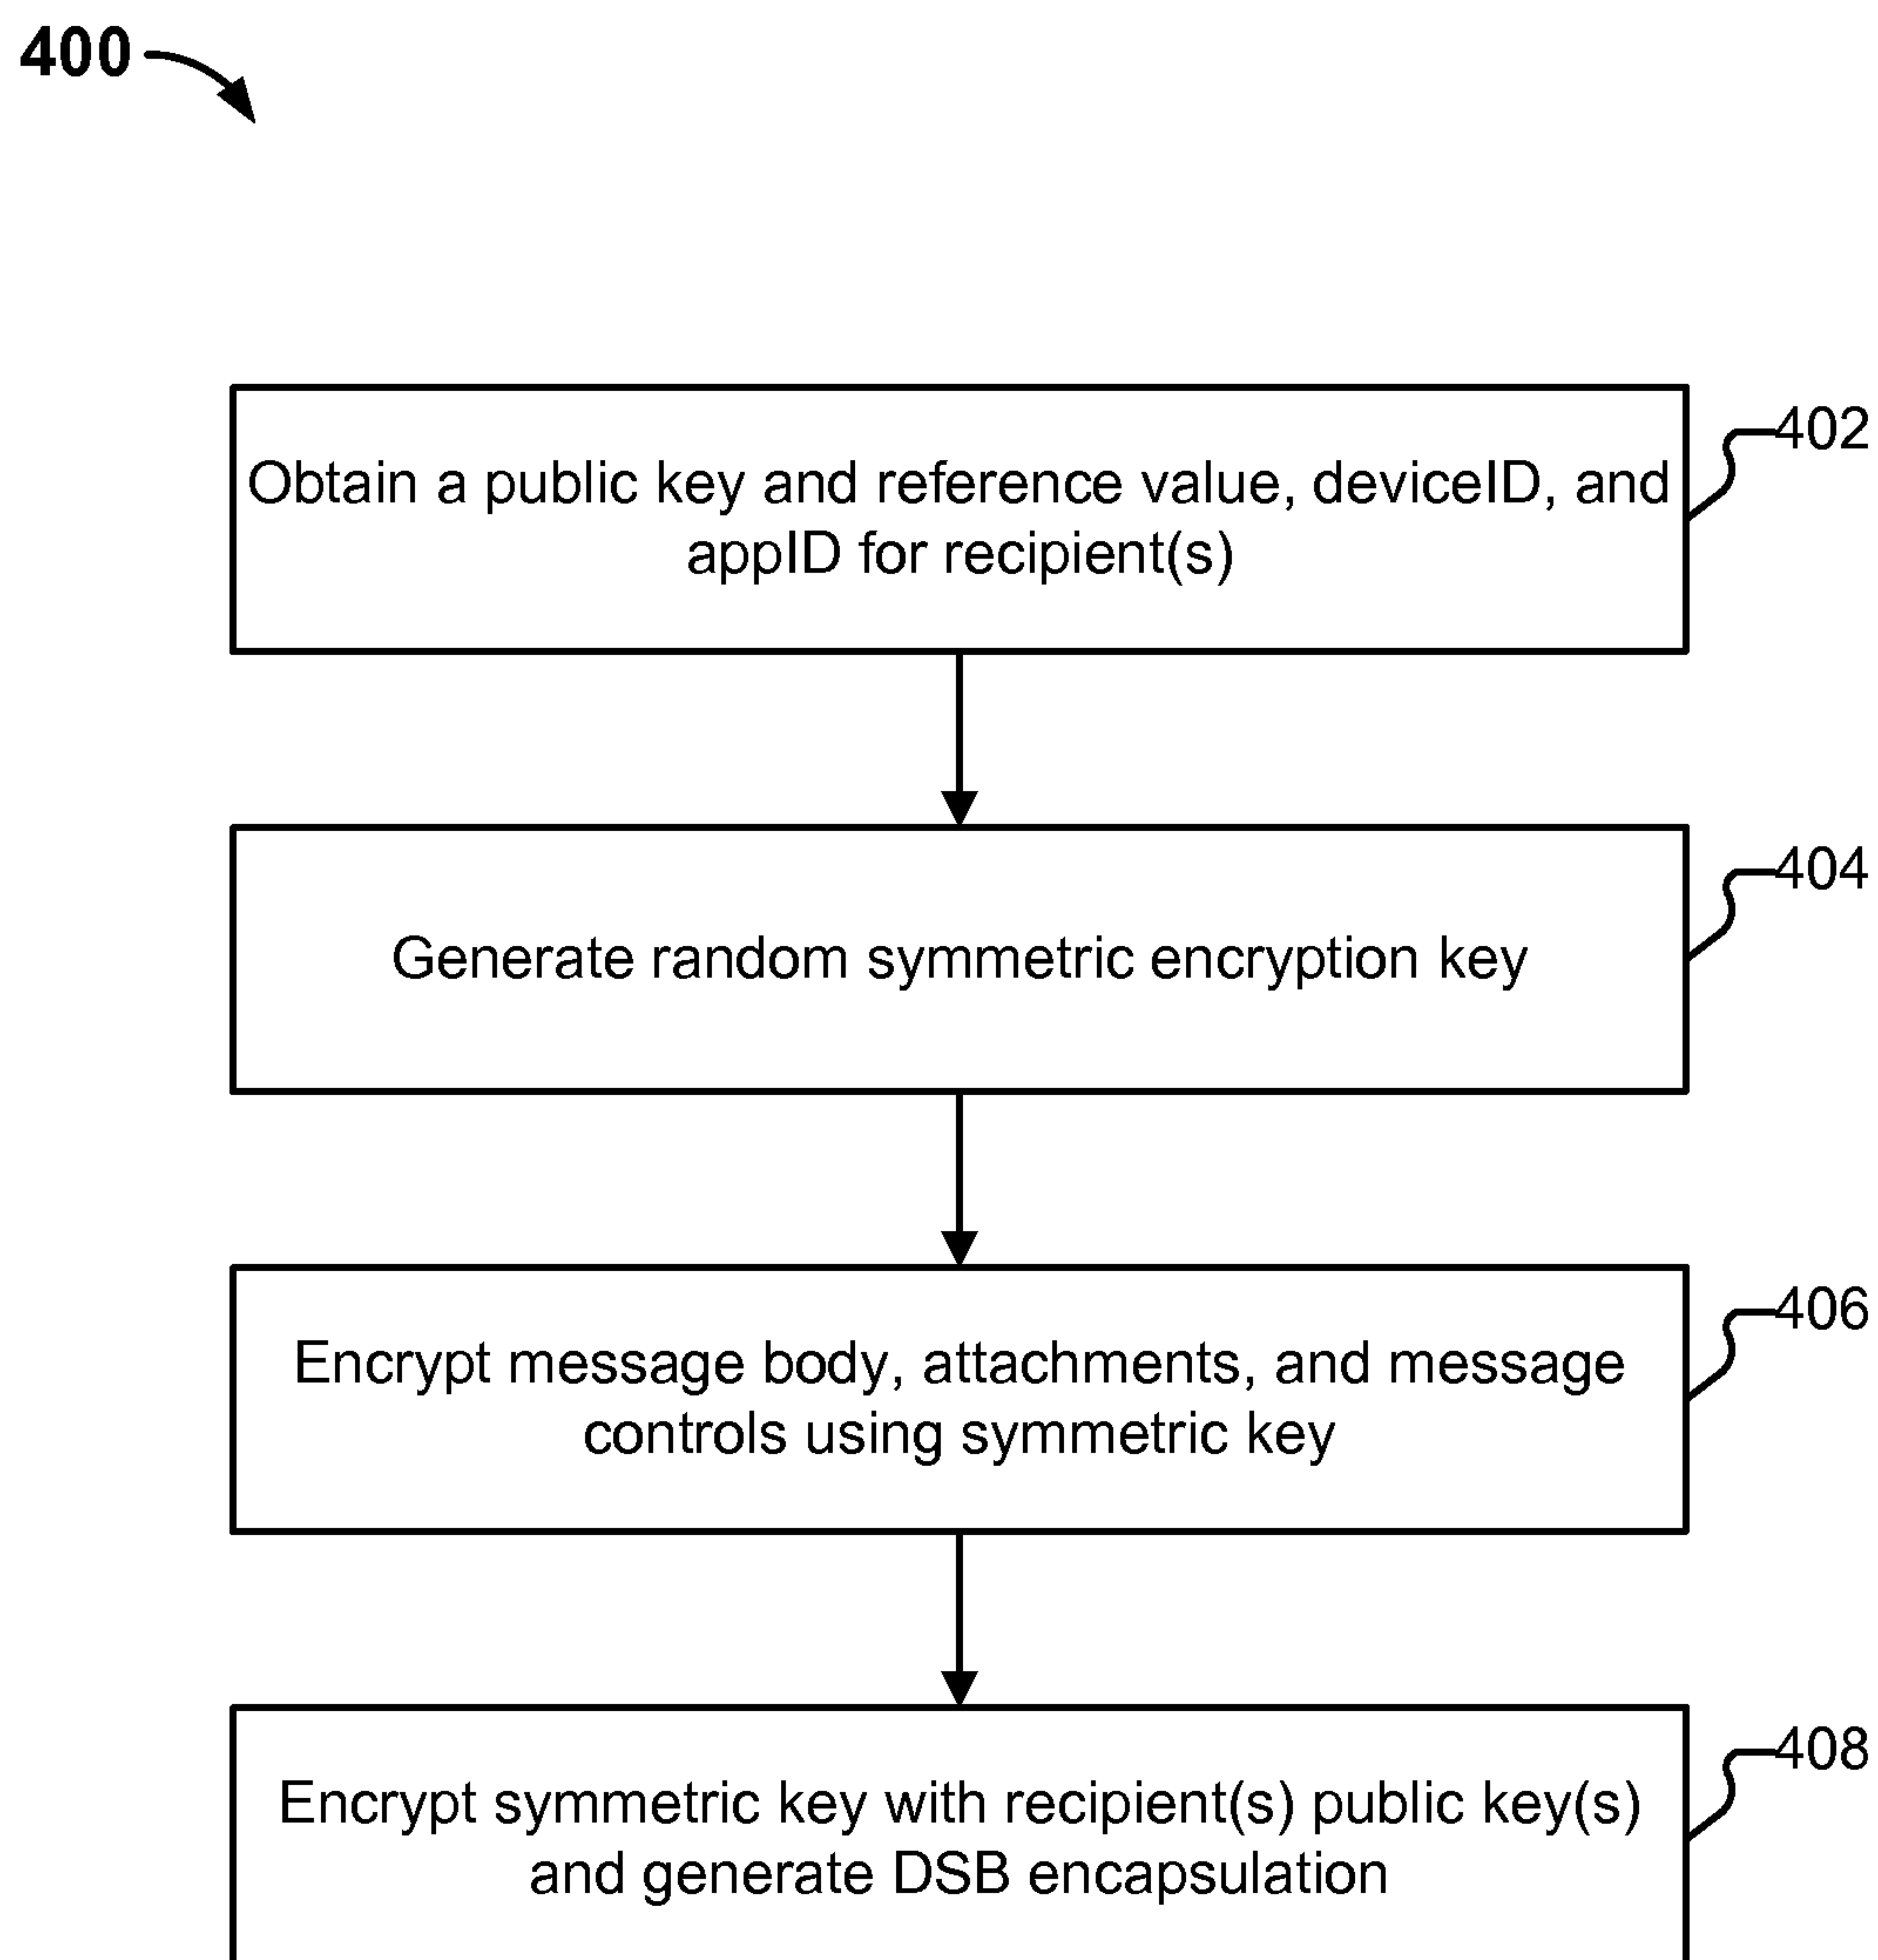 400
402
Obtain a public key and reference value, deviceID, and
appID for recipient(s)
404
Generate random symmetric encryption key
406
Encrypt message body, attachments, and message
controls using symmetric key
408
Encrypt symmetric key with recipient(s) public key(s)
and generate DSB encapsulation